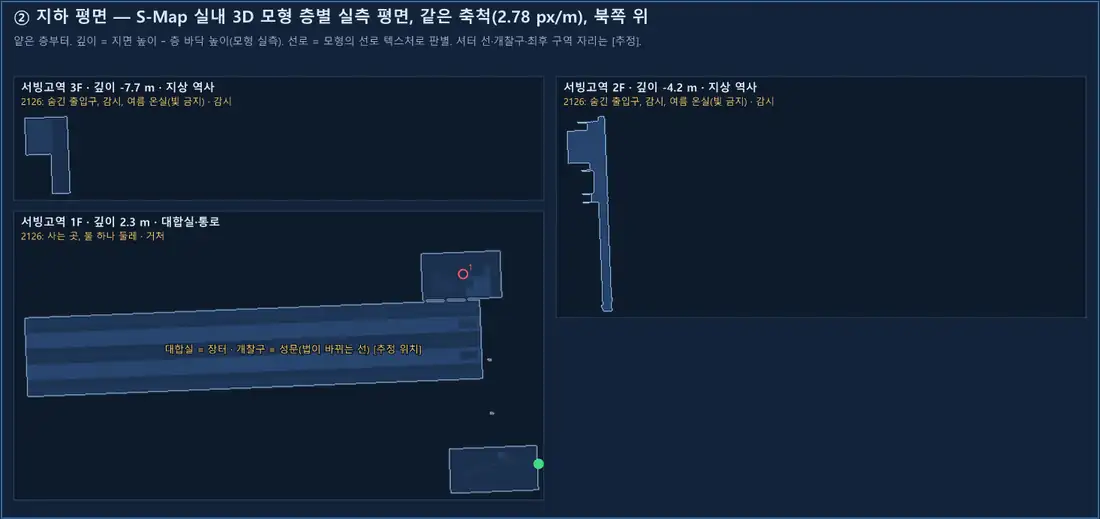 ② 지하 평면 — S-Map 실내 3D 모형 층별 실측 평면, 같은 축척(2.78 px/m), 북쪽 위
얕은 층부터. 깊이 = 지면 높이 − 층 바닥 높이(모형 실측). 선로 = 모형의 선로 텍스처로 판별. 셔터 선·개찰구·최후 구역 자리는 [추정].
서빙고역 3F · 깊이 -7.7 m · 지상 역사
2126: 숨긴 출입구, 감시, 여름 온실(빛 금지) · 감시
서빙고역 2F · 깊이 -4.2 m · 지상 역사
2126: 숨긴 출입구, 감시, 여름 온실(빛 금지) · 감시
서빙고역 1F · 깊이 2.3 m · 대합실·통로
2126: 사는 곳, 불 하나 둘레 · 거처
1
대합실 = 장터 · 개찰구 = 성문(법이 바뀌는 선) [추정 위치]